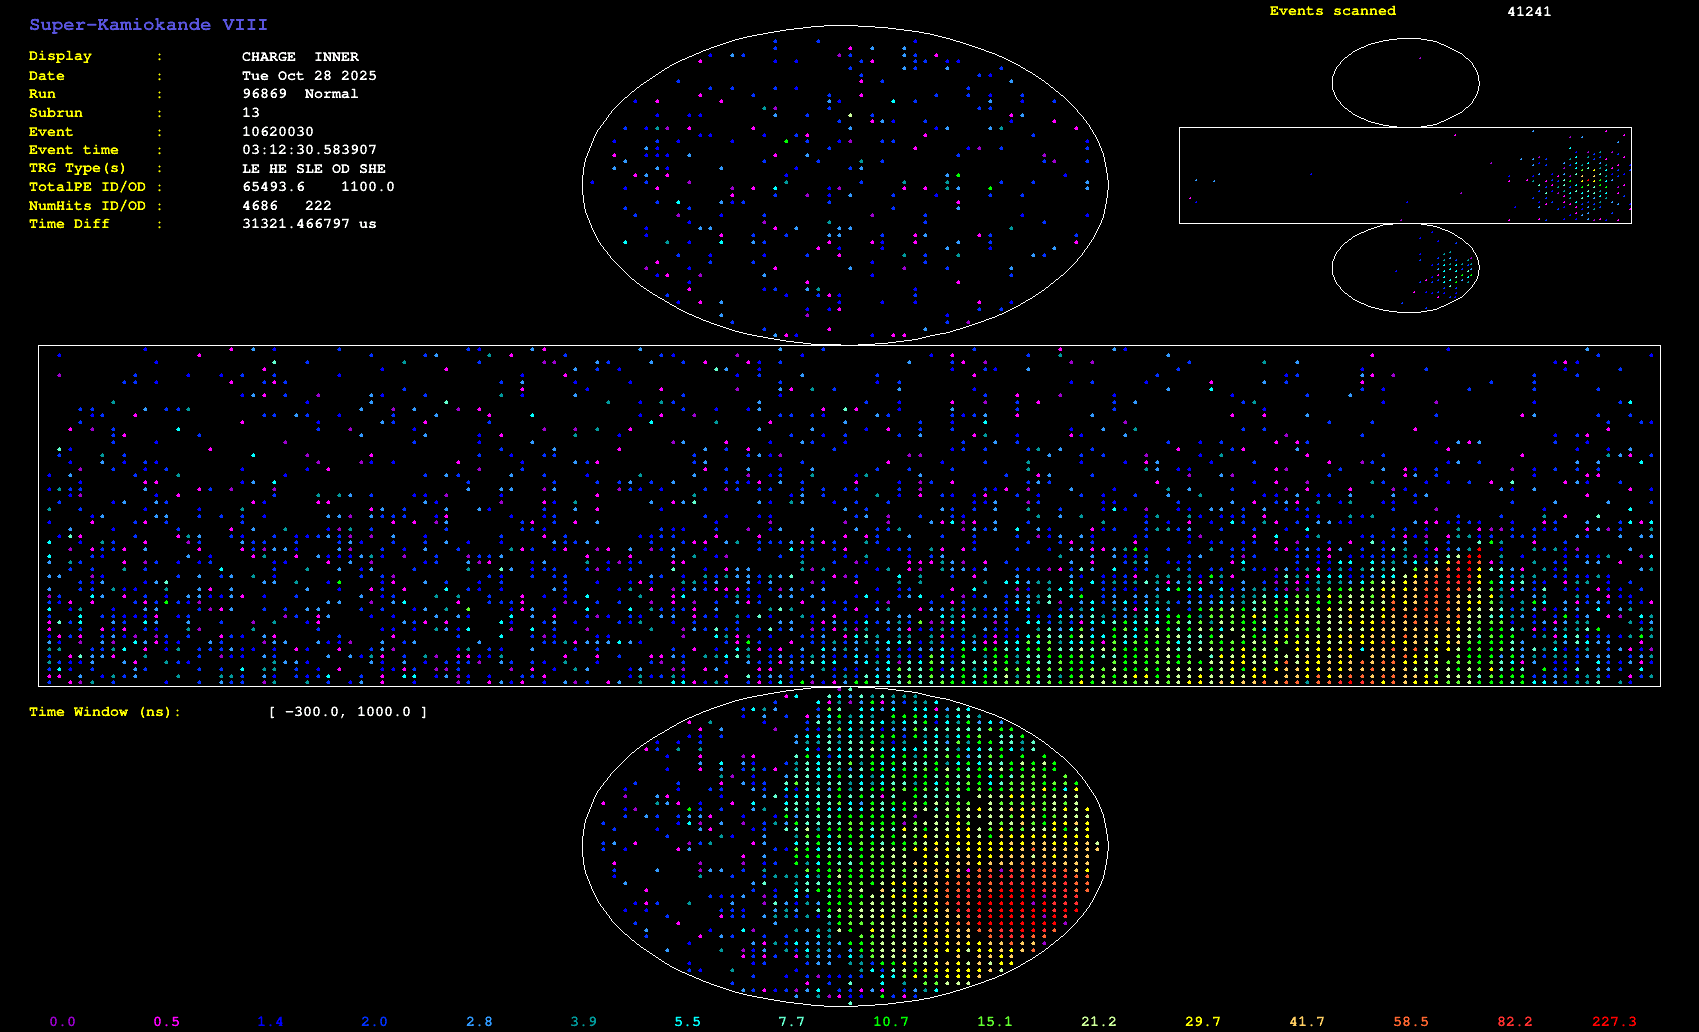 Super-Kamiokande VIII
Events scanned 41241
Display : CHARGE INNER
Date : Tue Oct 28 2025
Run : 96869 Normal
Subrun : 13
Event : 10620030
Event time : 03:12:30.583907
TRG Type(s) : LE HE SLE OD SHE
TotalPE ID/OD : 65493.6 1100.0
NumHits ID/OD : 4686 222
Time Diff : 31321.466797 us
Time Window (ns): [ -300.0, 1000.0 ]
0.0 0.5 1.4 2.0 2.8 3.9 5.5 7.7 10.7 15.1 21.2 29.7 41.7 58.5 82.2 227.3